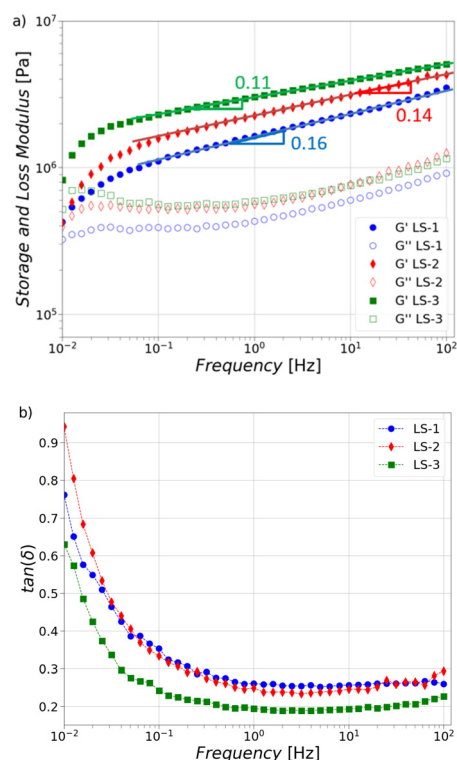 a)
10⁷
10⁶
10⁵
Storage and Loss Modulus [Pa]
0.11
0.14
0.16
G' LS-1
G'' LS-1
G' LS-2
G'' LS-2
G' LS-3
G'' LS-3
10⁻² 10⁻¹ 10⁰ 10¹ 10²
Frequency [Hz]
b)
LS-1
LS-2
LS-3
0.9
0.8
0.7
0.6
0.5
0.4
0.3
0.2
tan(δ)
10⁻² 10⁻¹ 10⁰ 10¹ 10²
Frequency [Hz]